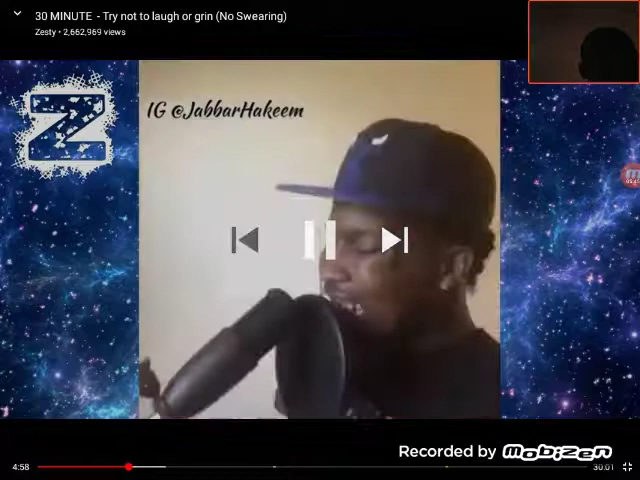 30 MINUTE - Try not to laugh or grin (No Swearing)
Zesty • 2,662,969 views
Z
IG @JabbarHakeem
Recorded by MOBIZEN
4:58
30:01